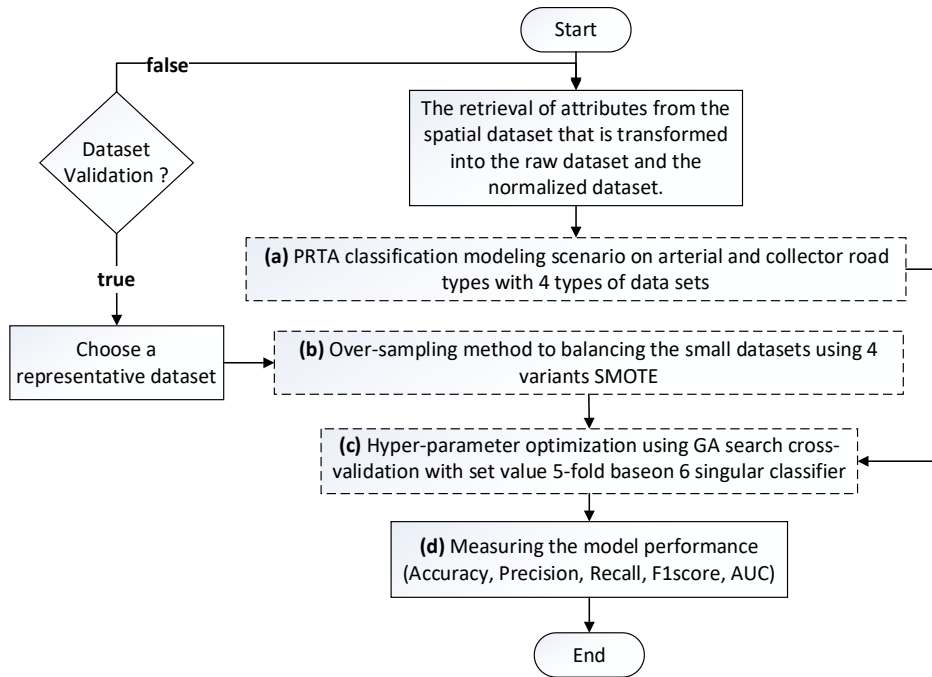 Start
false
The retrieval of attributes from the
spatial dataset that is transformed
into the raw dataset and the
normalized dataset.
Dataset
Validation ?
(a) PRTA classification modeling scenario on arterial and collector road
types with 4 types of data sets
true
Choose a
representative dataset
(b) Over-sampling method to balancing the small datasets using 4
variants SMOTE
(c) Hyper-parameter optimization using GA search cross-
validation with set value 5-fold baseon 6 singular classifier
(d) Measuring the model performance
(Accuracy, Precision, Recall, F1score, AUC)
End